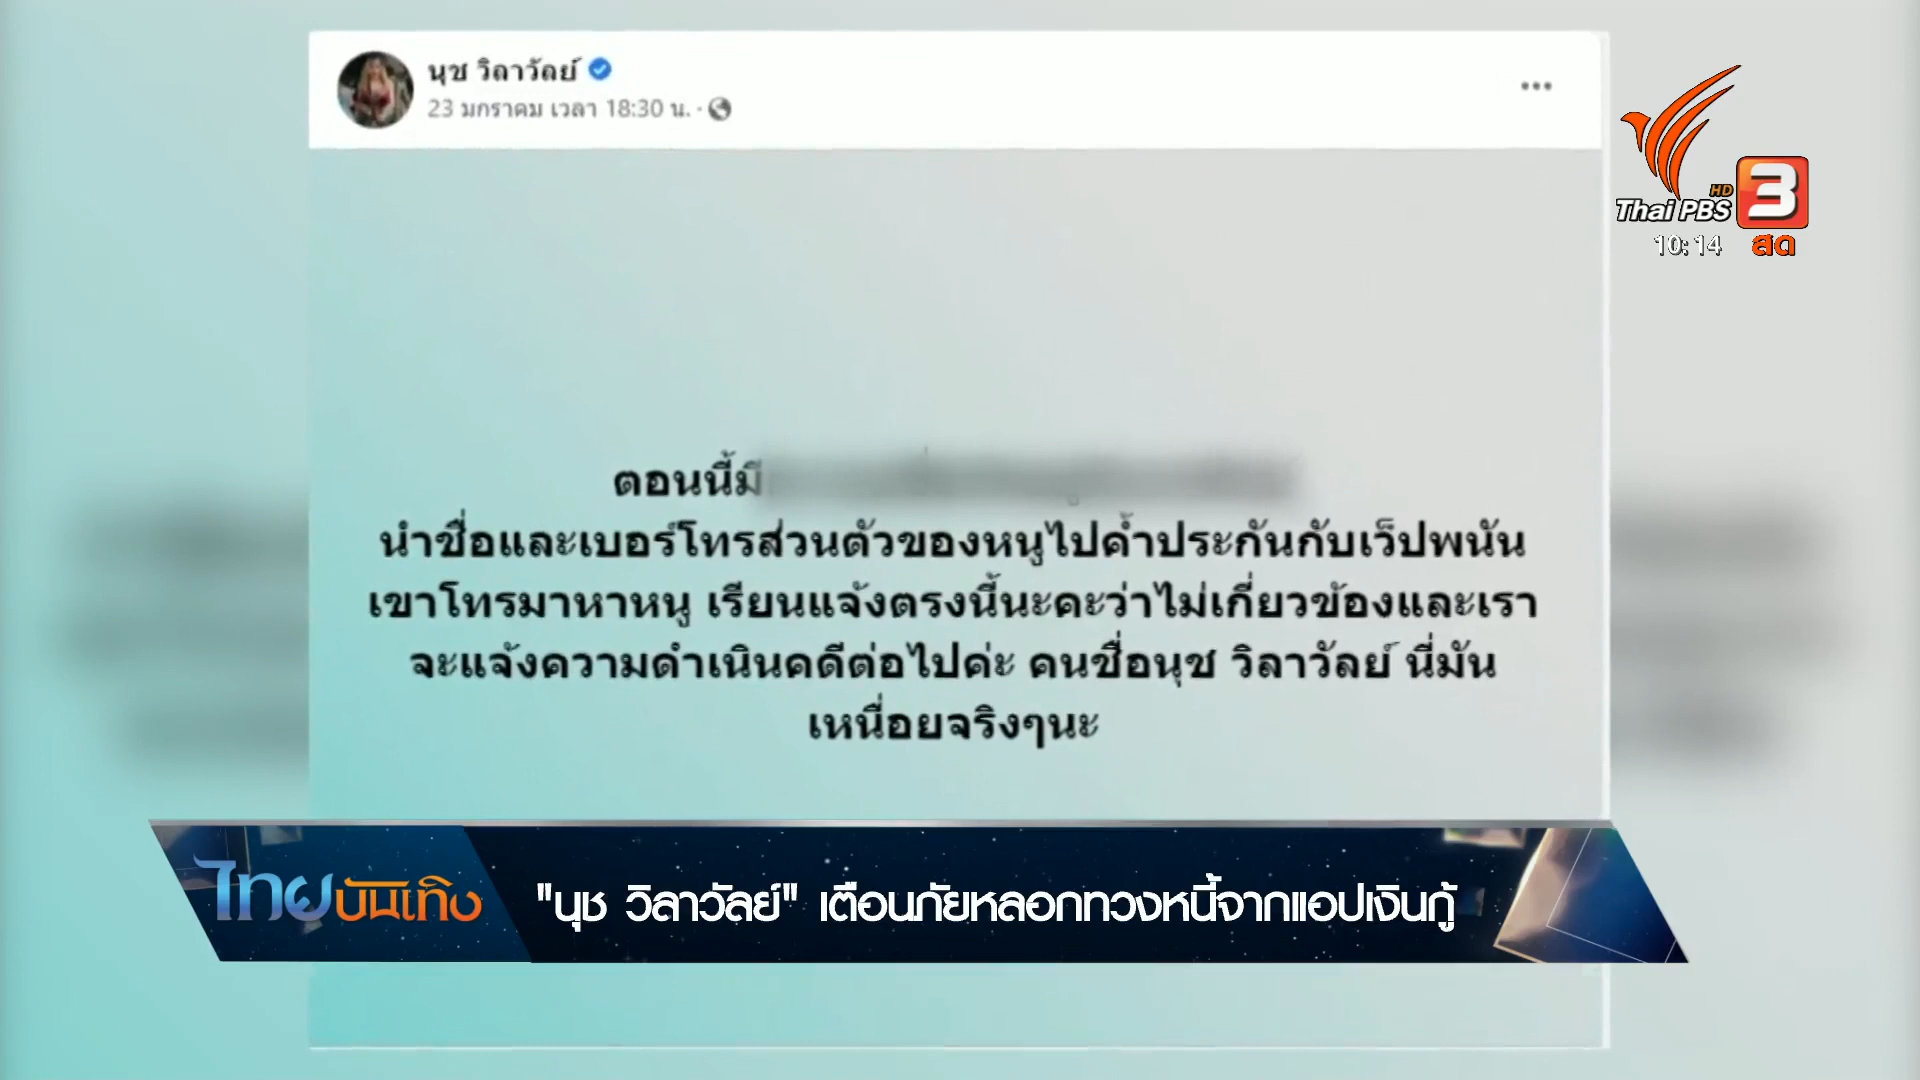 นุช วิลาวัลย์
23 มกราคม เวลา 18:30 น. ·
HD
Thai PBS 3
10:14 สด
ตอนนี้มี
นำชื่อและเบอร์โทรส่วนตัวของหนูไปค้ำประกันกับเว็ปพนัน
เขาโทรมาหาหนู เรียนแจ้งตรงนี้นะคะว่าไม่เกี่ยวข้องและเรา
จะแจ้งความดำเนินคดีต่อไปค่ะ คนชื่อนุช วิลาวัลย์ นี่มัน
เหนื่อยจริงๆนะ
ไทยบันเทิง
"นุช วิลาวัลย์" เตือนภัยหลอกทวงหนี้จากแอปเงินกู้